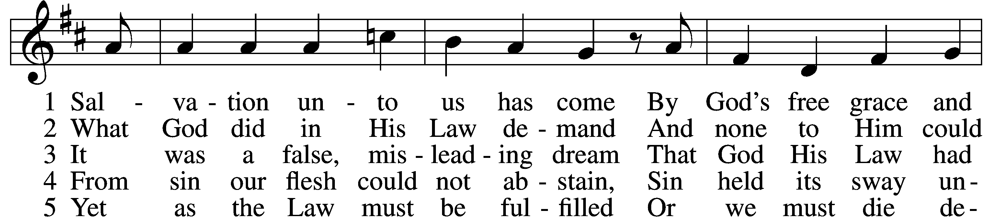 1 Sal - va - tion un - to us has come By God's free grace and
2 What God did in His Law de - mand And none to Him could
3 It was a false, mis - lead - ing dream That God His Law had
4 From sin our flesh could not ab - stain, Sin held its sway un -
5 Yet as the Law must be ful - filled Or we must die de -